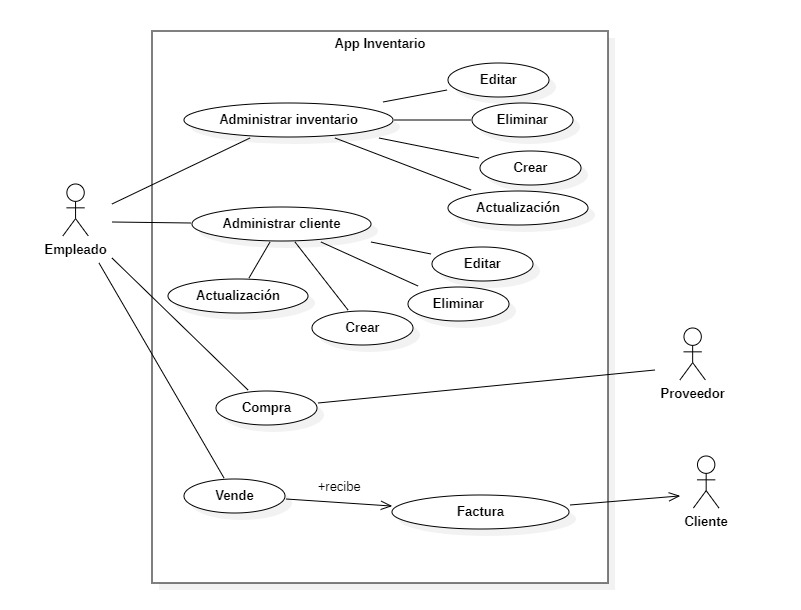 App Inventario
Editar
Administrar inventario
Eliminar
Crear
Actualización
Empleado
Administrar cliente
Editar
Actualización
Eliminar
Crear
Proveedor
Compra
+recibe
Vende
Factura
Cliente